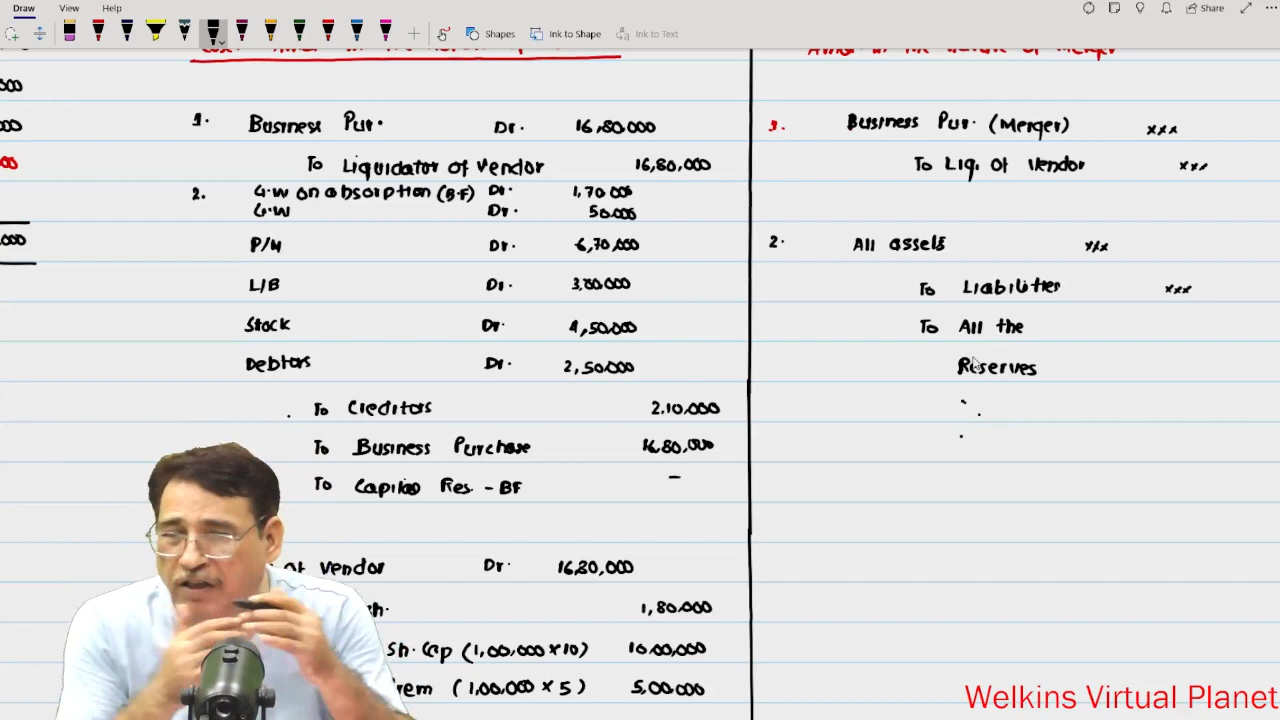 Draw View Help
Share
Shapes Ink to Shape Ink to Text
000
000
00
000
1. Business Pur. Dr. 16,80,000
To Liquidator of Vendor 16,80,000
2. G.W on absorption (B.F) Dr. 1,70,000
G.W Dr. 50,000
P/M Dr. 6,70,000
L/B Dr. 3,00,000
Stock Dr. 4,50,000
Debtors Dr. 2,50,000
To Creditors 2,10,000
To Business Purchase 16,80,000
To Capital Res. - BF -
of Vendor Dr. 16,80,000
sh. 1,80,000
Sh. Cap (1,00,000 x 10) 10,00,000
rem (1,00,000 x 5) 5,00,000
1. Business Pur. (Merger) xxx
To Liq. Of Vendor xxx
2. All assets xxx
To Liabilities xxx
To All the
Reserves
Welkins Virtual Planet